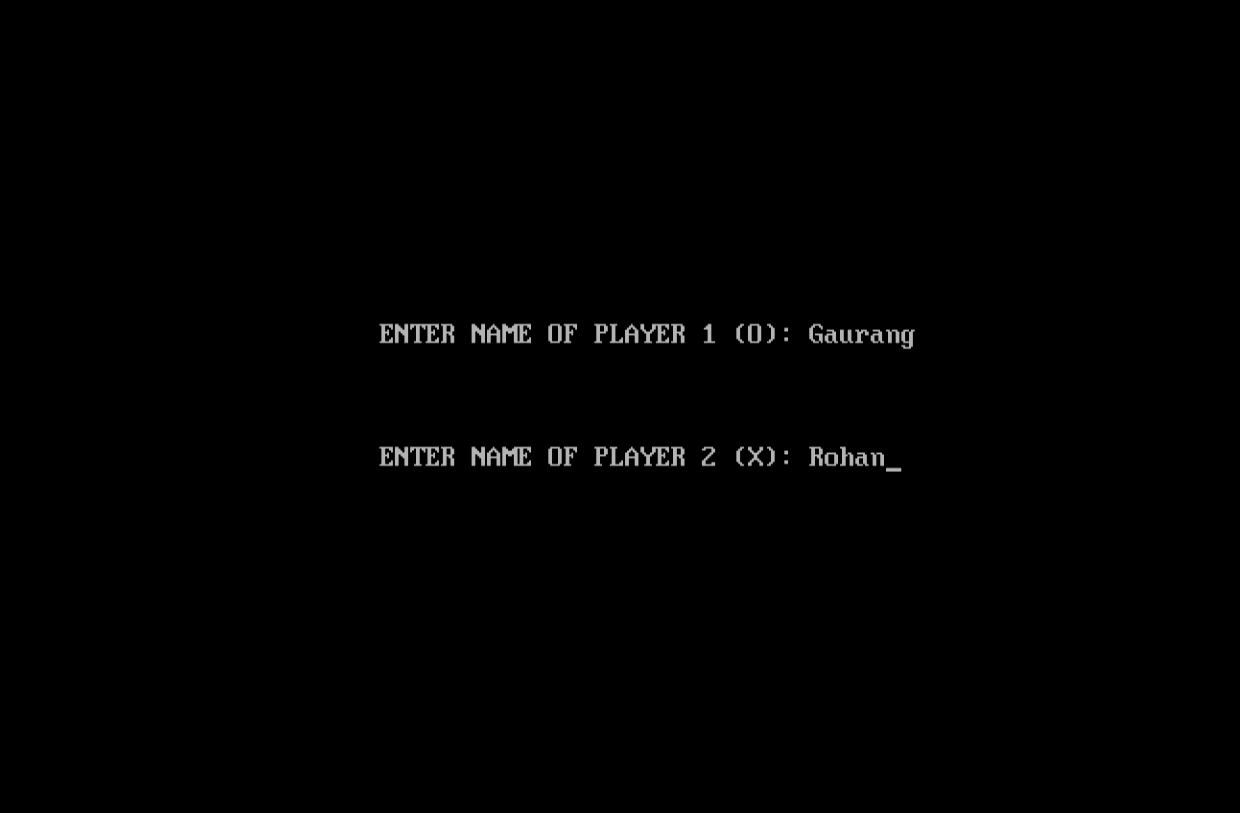 ENTER NAME OF PLAYER 1 (O): Gaurang
ENTER NAME OF PLAYER 2 (X): Rohan_